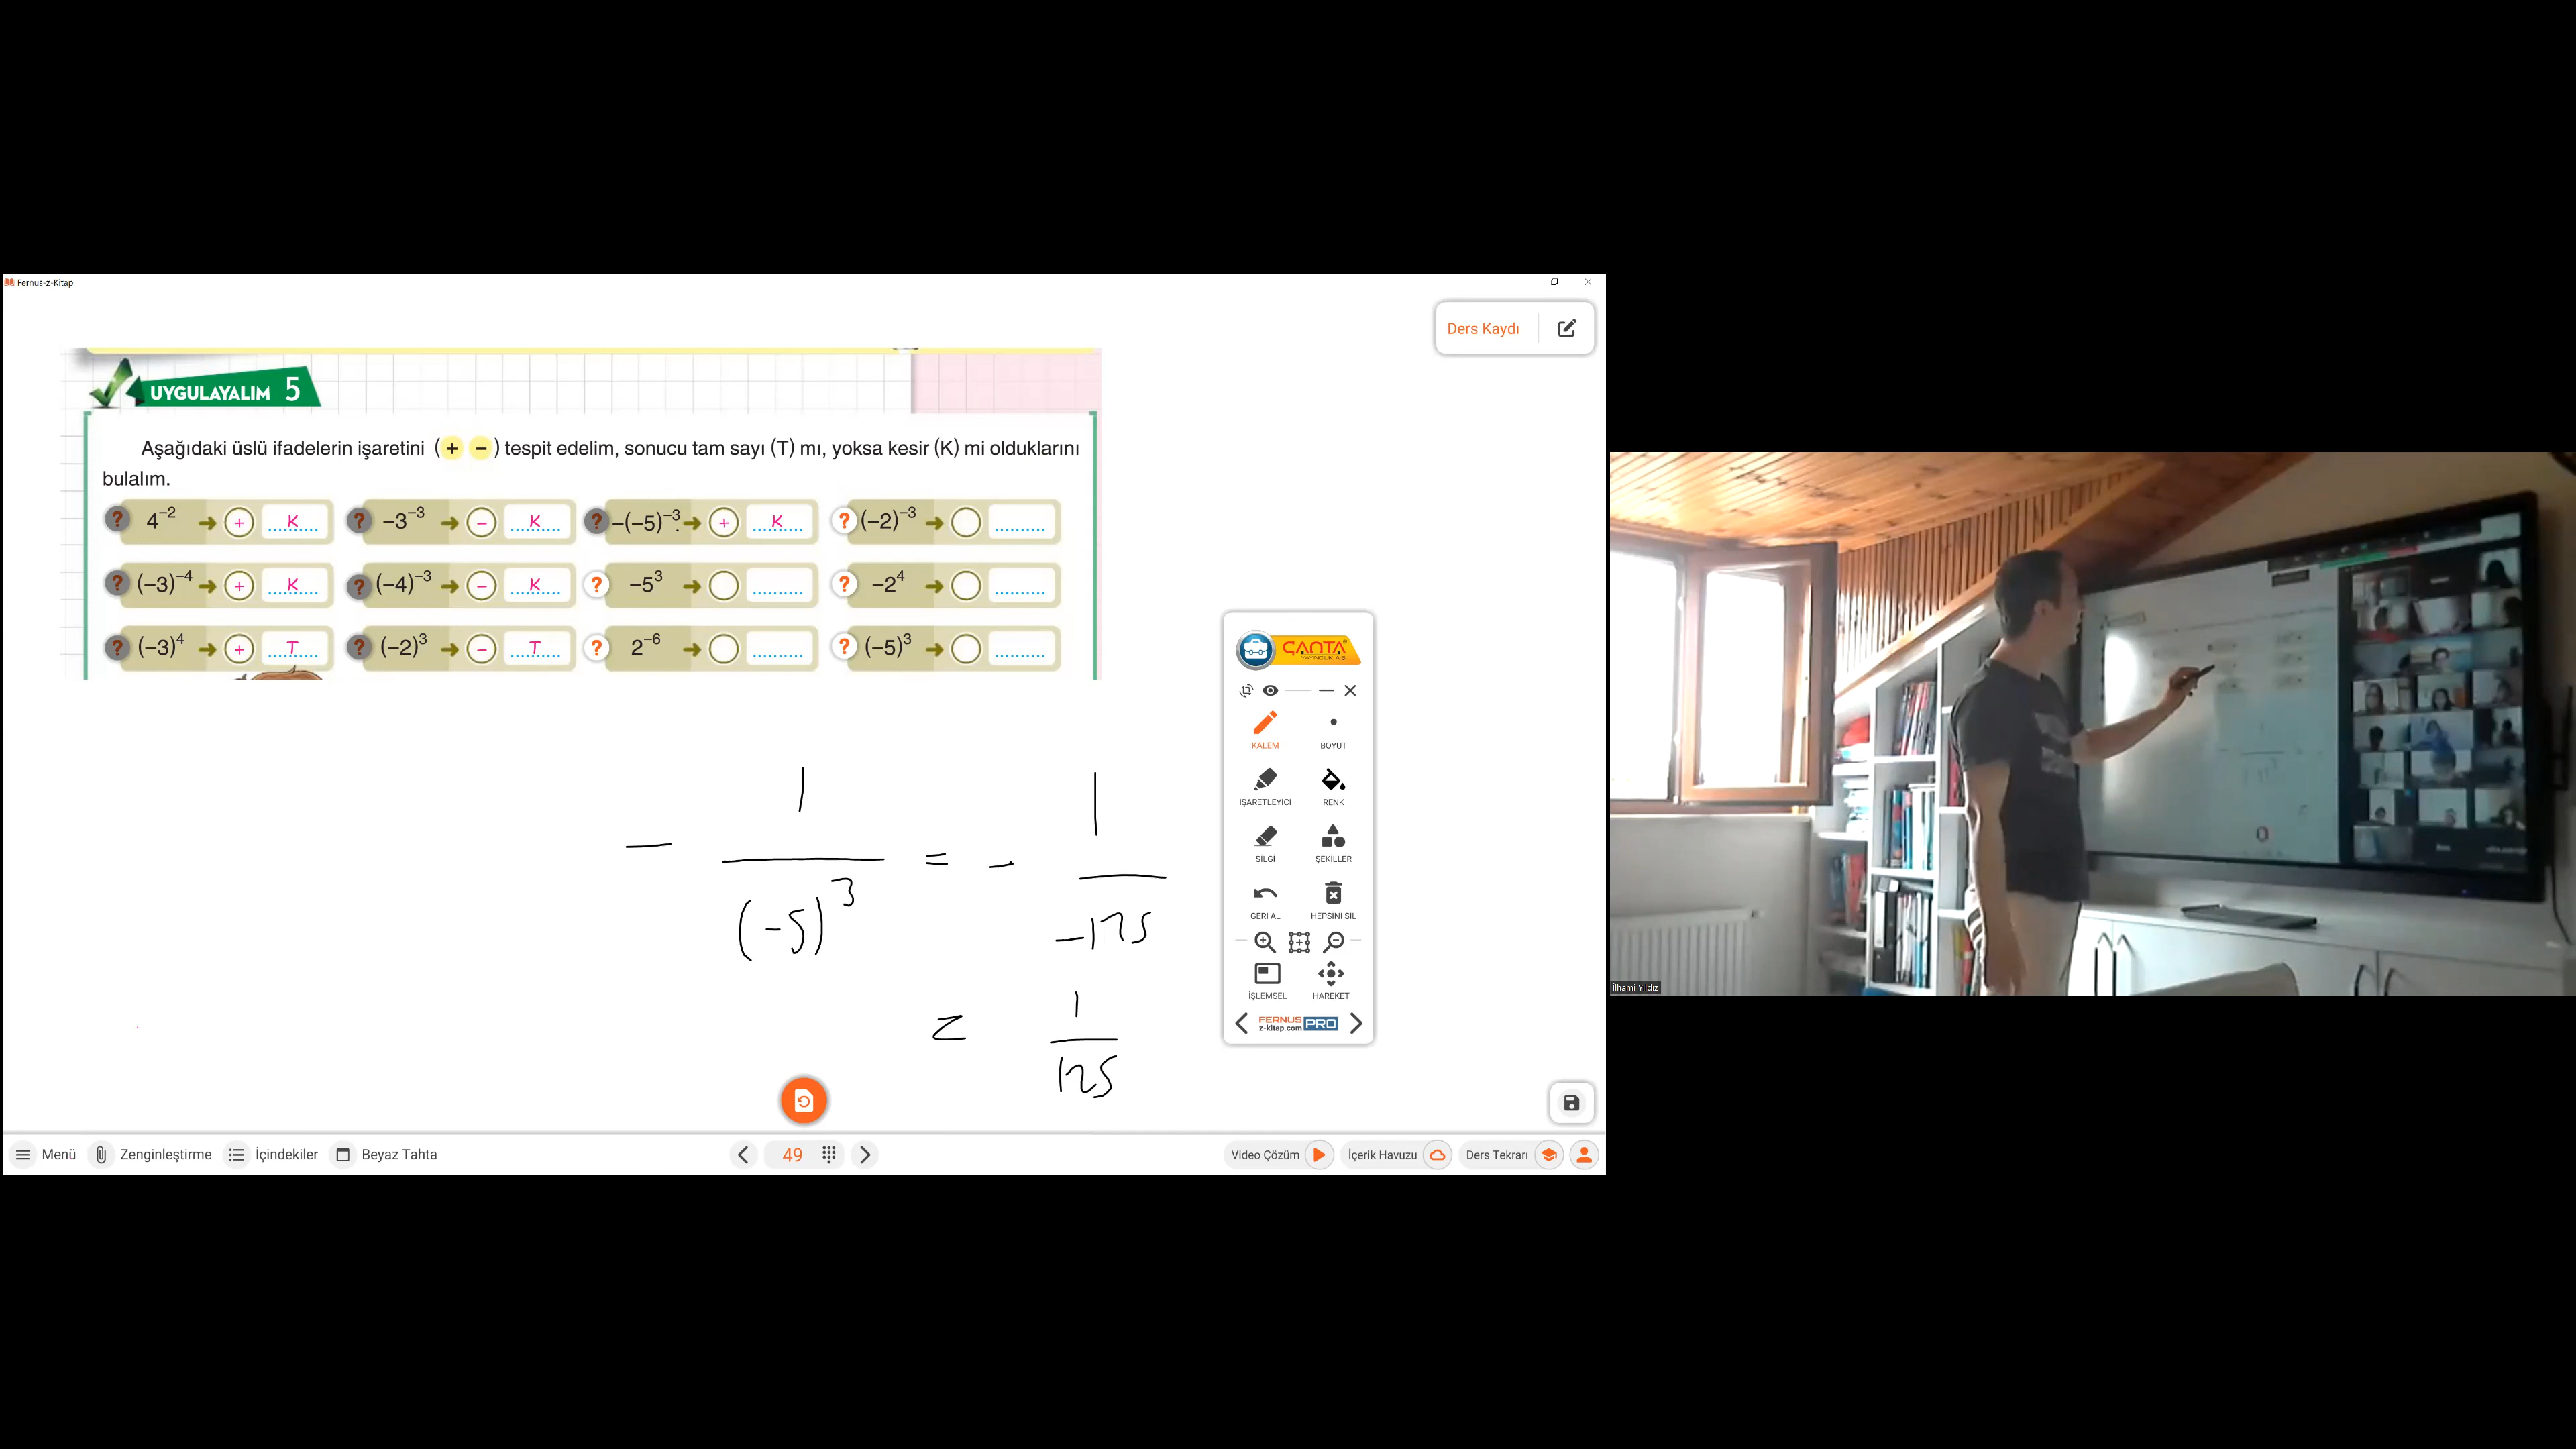 Fernus-z-Kitap
Ders Kaydı
UYGULAYALIM 5
Aşağıdaki üslü ifadelerin işaretini (+ −) tespit edelim, sonucu tam sayı (T) mı, yoksa kesir (K) mi olduklarını
bulalım.
? 4⁻² → + K ? −3⁻³ → − K ? −(−5)⁻³ → + K ? (−2)⁻³ → ..........
? (−3)⁻⁴ → + K ? (−4)⁻³ → − K ? −5³ → .......... ? −2⁴ → ..........
? (−3)⁴ → + T ? (−2)³ → − T ? 2⁻⁶ → .......... ? (−5)³ → ..........
− 1 / (−5)³ = − 1 / −125
= 1 / 125
ÇANTA
YAYINCILIK A.Ş.
KALEM BOYUT
İŞARETLEYİCİ RENK
SİLGİ ŞEKİLLER
GERİ AL HEPSİNİ SİL
İŞLEMSEL HAREKET
FERNUS PRO
z-kitap.com
Menü Zenginleştirme İçindekiler Beyaz Tahta 49 Video Çözüm İçerik Havuzu Ders Tekrarı
İlhami Yıldız